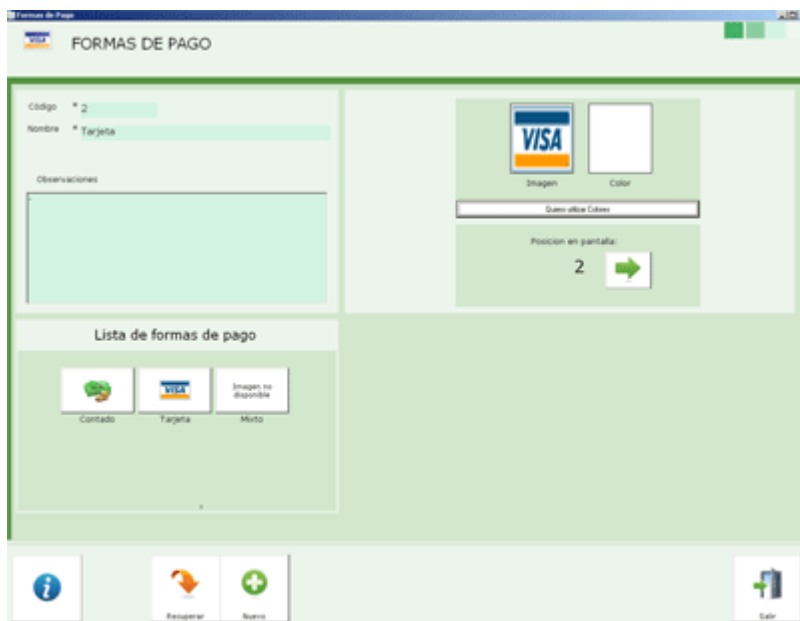 Formas de Pago
VISA
FORMAS DE PAGO
Código * 2
Nombre * Tarjeta
Observaciones
VISA
Imagen Color
Quiero utilizar Colores
Posicion en pantalla:
2
Lista de formas de pago
VISA
Imagen no
disponible
Contado Tarjeta Mixto
Recuperar Nuevo Salir